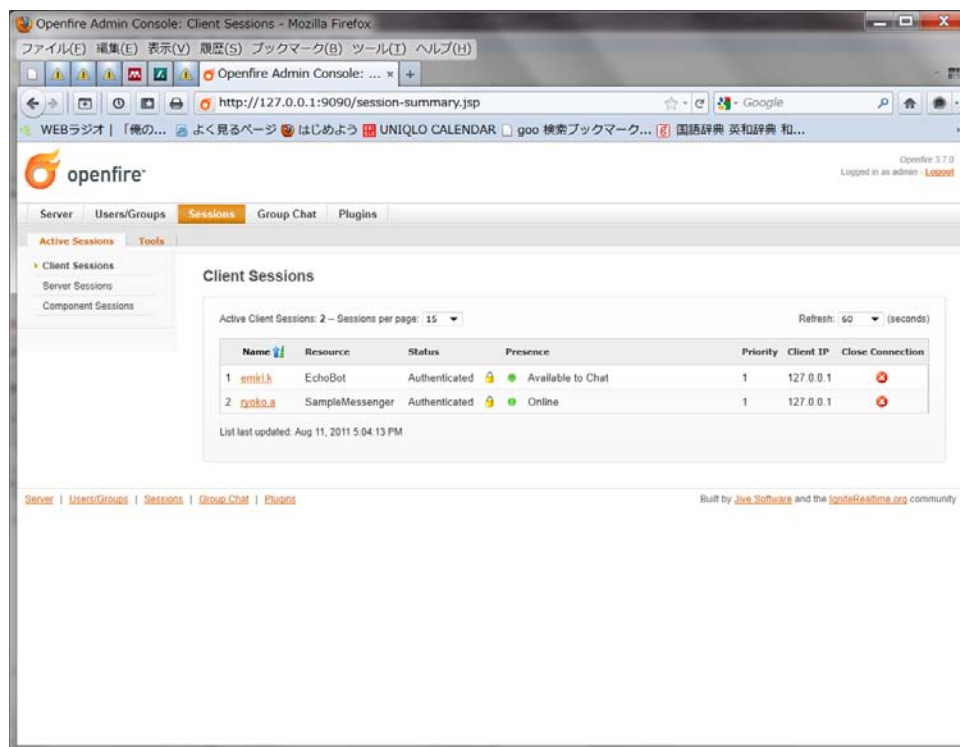 Openfire Admin Console: Client Sessions - Mozilla Firefox
ファイル(F) 編集(E) 表示(V) 履歴(S) ブックマーク(B) ツール(T) ヘルプ(H)
Openfire Admin Console: ... × +
http://127.0.0.1:9090/session-summary.jsp Google
WEBラジオ | 「俺の... よく見るページ はじめよう UNIQLO CALENDAR goo 検索ブックマーク... 国語辞典 英和辞典 和...
openfire
Openfire 3.7.0
Logged in as admin - Logout
Server Users/Groups Sessions Group Chat Plugins
Active Sessions Tools
Client Sessions
Server Sessions
Component Sessions
Client Sessions
Active Client Sessions: 2 -- Sessions per page: 15 Refresh: 60 (seconds)
Name Resource Status Presence Priority Client IP Close Connection
1 emiri.k EchoBot Authenticated Available to Chat 1 127.0.0.1
2 ryoko.a SampleMessenger Authenticated Online 1 127.0.0.1
List last updated: Aug 11, 2011 5:04:13 PM
Server | Users/Groups | Sessions | Group Chat | Plugins
Built by Jive Software and the IgniteRealtime.org community